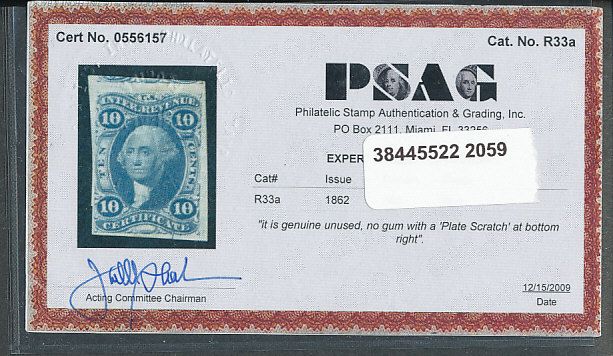 Cert No. 0556157
Cat. No. R33a
U.S.
INTER. REVENUE
10 10
TEN CENTS
10 10
CERTIFICATE
PSAG
Philatelic Stamp Authentication & Grading, Inc.
PO Box 2111, Miami, FL 33256
EXPER
38445522 2059
Cat# Issue
R33a 1862
"it is genuine unused, no gum with a 'Plate Scratch' at bottom
right".
Acting Committee Chairman
12/15/2009
Date